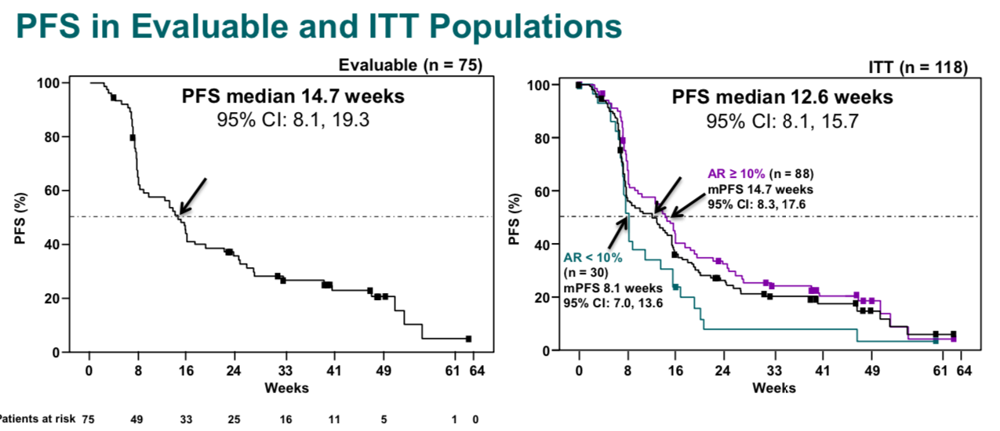 PFS in Evaluable and ITT Populations
Evaluable (n = 75)
PFS median 14.7 weeks
95% CI: 8.1, 19.3
PFS (%)
100
80
60
40
20
0
0 8 16 24 33 41 49 61 64
Weeks
Patients at risk 75 49 33 25 16 11 5 1 0
ITT (n = 118)
PFS median 12.6 weeks
95% CI: 8.1, 15.7
AR ≥ 10% (n = 88)
mPFS 14.7 weeks
95% CI: 8.3, 17.6
AR < 10%
(n = 30)
mPFS 8.1 weeks
95% CI: 7.0, 13.6
PFS (%)
100
80
60
40
20
0
0 8 16 24 33 41 49 61 64
Weeks